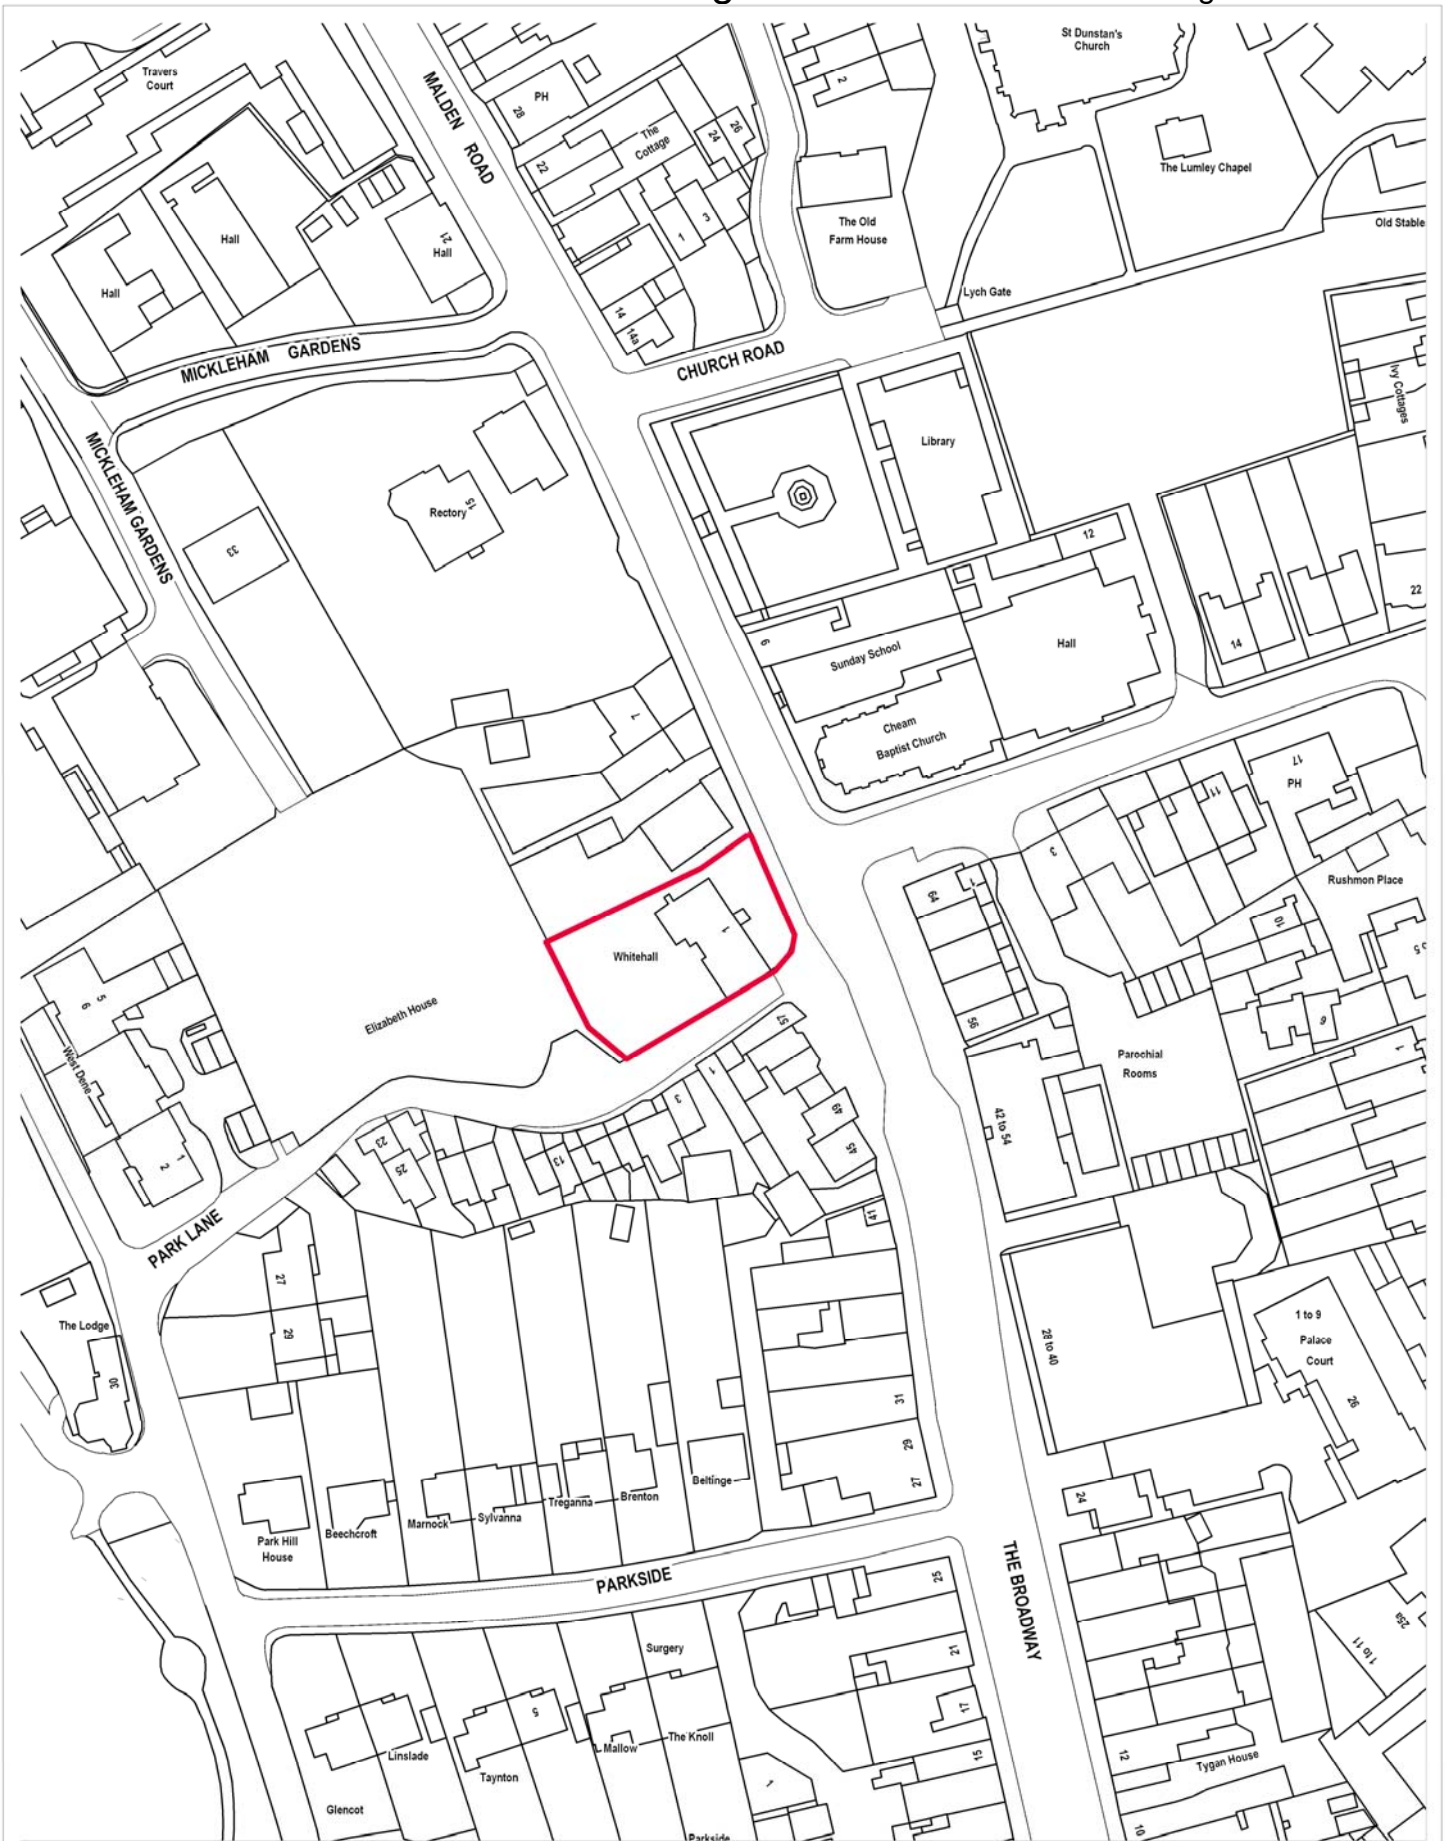 St Dunstan's
Church
Travers
Court
MALDEN ROAD
PH
28
2
26
24
The
Cottage
22
The Lumley Chapel
3
1
The Old
Farm House
Old Stable
Hall
Hall
21
Hall
Lych Gate
14
14a
MICKLEHAM GARDENS
CHURCH ROAD
Ivy Cottages
MICKLEHAM GARDENS
Library
Rectory
15
33
12
22
14
6
Sunday School
Hall
Cheam
Baptist Church
1
17
PH
11
3
Rushmon Place
64
1
10
5
Whitehall
1
Elizabeth House
5
6
56
9
1
57
West Dene
Parochial
Rooms
1
3
49
45
42 to 54
23
25
13
1
2
41
PARK LANE
27
29
The Lodge
30
1 to 9
Palace
Court
26
28 to 40
31
29
27
Beltinge
Brenton
Treganna
Sylvanna
Marnock
Beechcroft
Park Hill
House
24
PARKSIDE
THE BROADWAY
25
25a
1 to 11
21
Surgery
17
5
The Knoll
Mallow
Linslade
Taynton
Glencot
15
12
Tygan House
1
10
Parkside